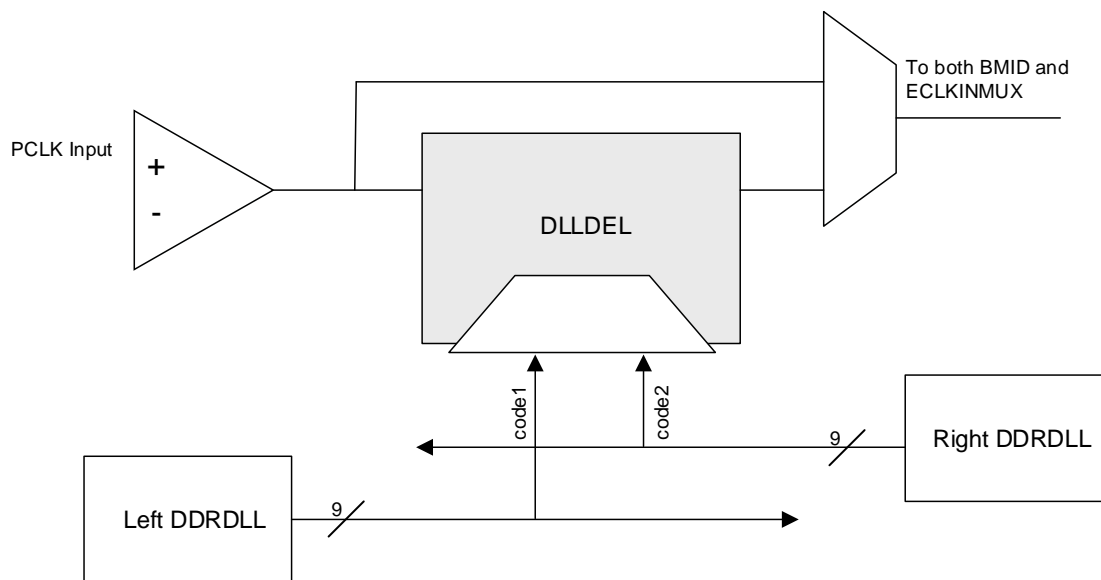 To both BMID and
ECLKINMUX
PCLK Input
+
-
DLLDEL
code1
code2
9
Right DDRDLL
9
Left DDRDLL